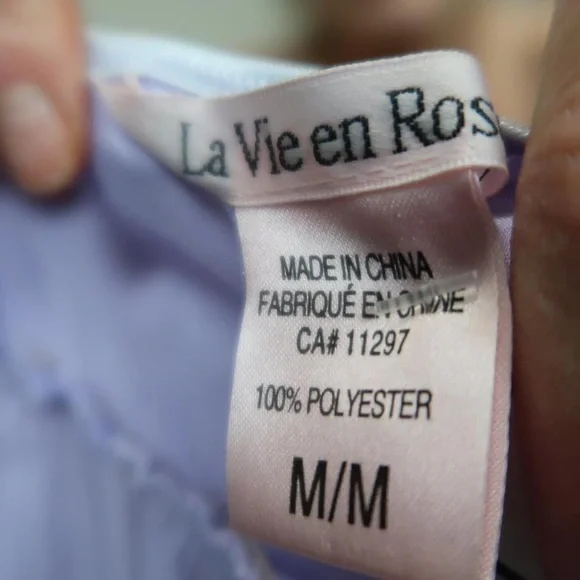 La Vie en Ros
MADE IN CHINA
FABRIQUÉ EN CHINE
CA# 11297
100% POLYESTER
M/M